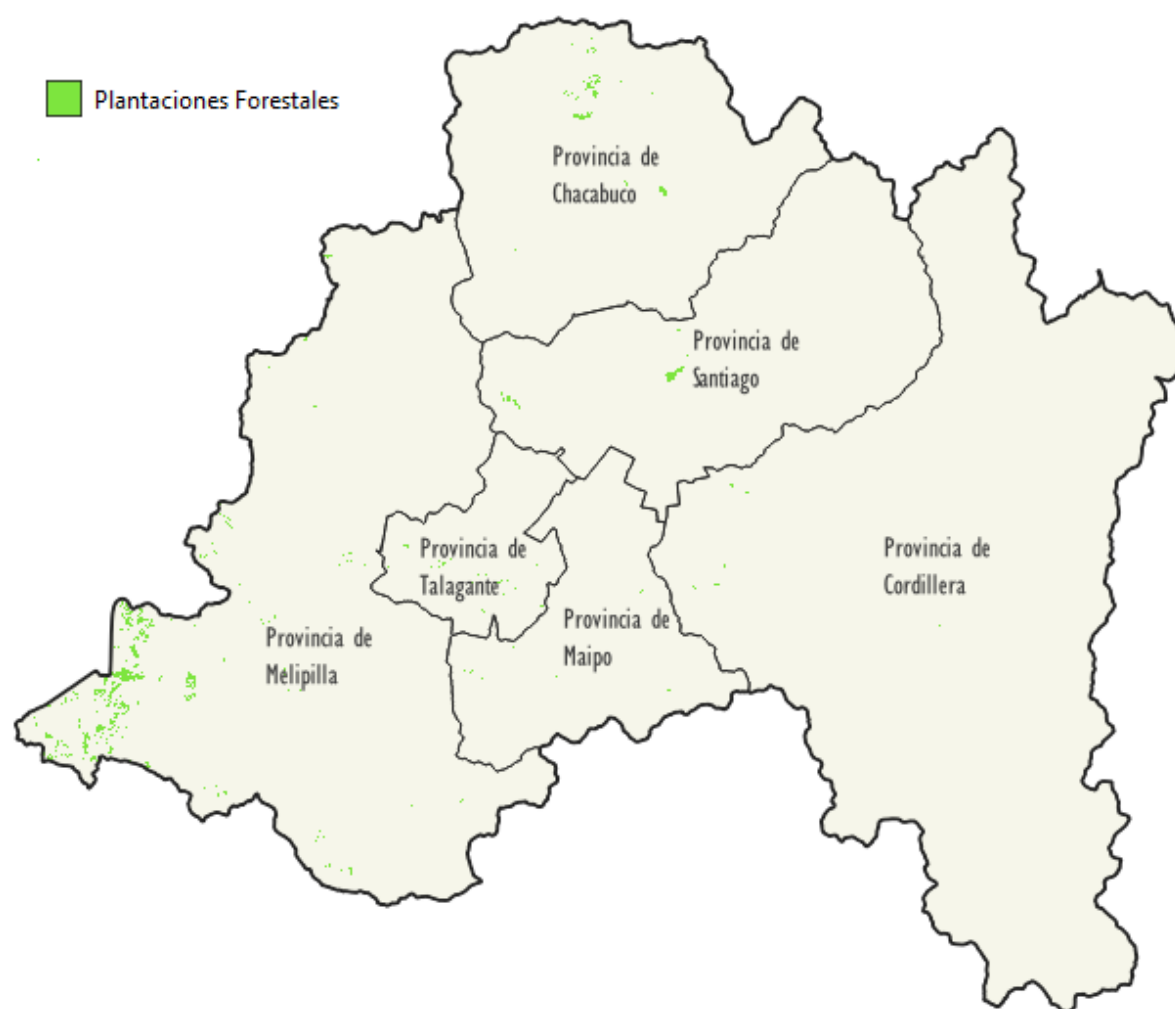 Plantaciones Forestales
Provincia de
Chacabuco
Provincia de
Santiago
Provincia de
Talagante
Provincia de
Cordillera
Provincia de
Maipo
Provincia de
Melipilla